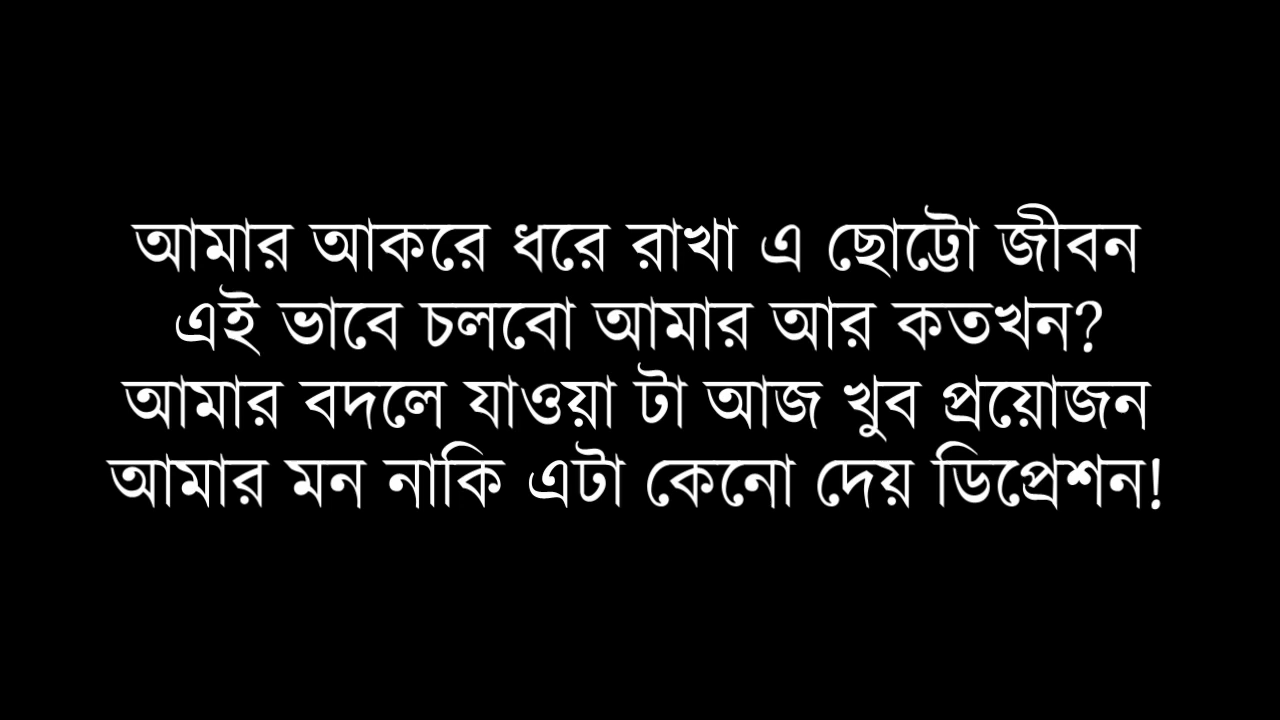 আমার আকরে ধরে রাখা এ ছোট্টো জীবন
এই ভাবে চলবো আমার আর কতখন?
আমার বদলে যাওয়া টা আজ খুব প্রয়োজন
আমার মন নাকি এটা কেনো দেয় ডিপ্রেশন!